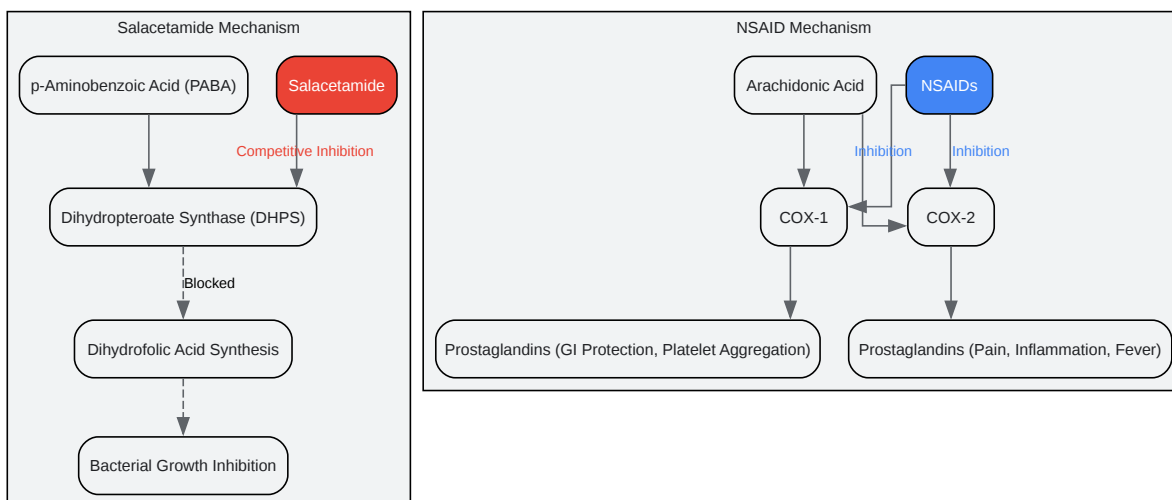 Salacetamide Mechanism
p-Aminobenzoic Acid (PABA)
Salacetamide
Competitive Inhibition
Dihydropteroate Synthase (DHPS)
Blocked
Dihydrofolic Acid Synthesis
Bacterial Growth Inhibition
NSAID Mechanism
Arachidonic Acid
NSAIDs
Inhibition
Inhibition
COX-1
COX-2
Prostaglandins (GI Protection, Platelet Aggregation)
Prostaglandins (Pain, Inflammation, Fever)